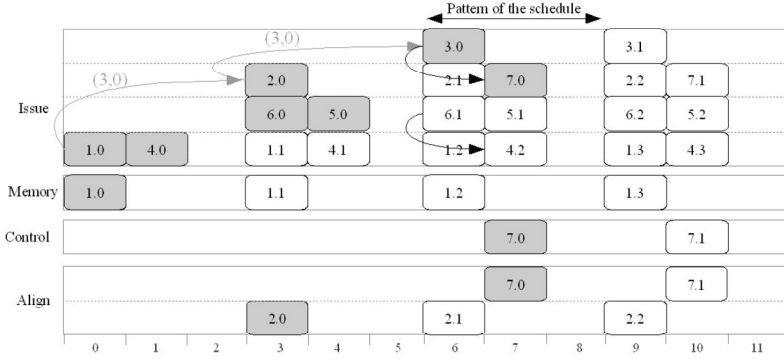 Pattern of the schedule
(3,0) 3.0 3.1
(3,0) 2.0 2.1 7.0 2.2 7.1
Issue 6.0 5.0 6.1 5.1 6.2 5.2
1.0 4.0 1.1 4.1 1.2 4.2 1.3 4.3
Memory 1.0 1.1 1.2 1.3
Control 7.0 7.1
Align 7.0 7.1
2.0 2.1 2.2
0 1 2 3 4 5 6 7 8 9 10 11